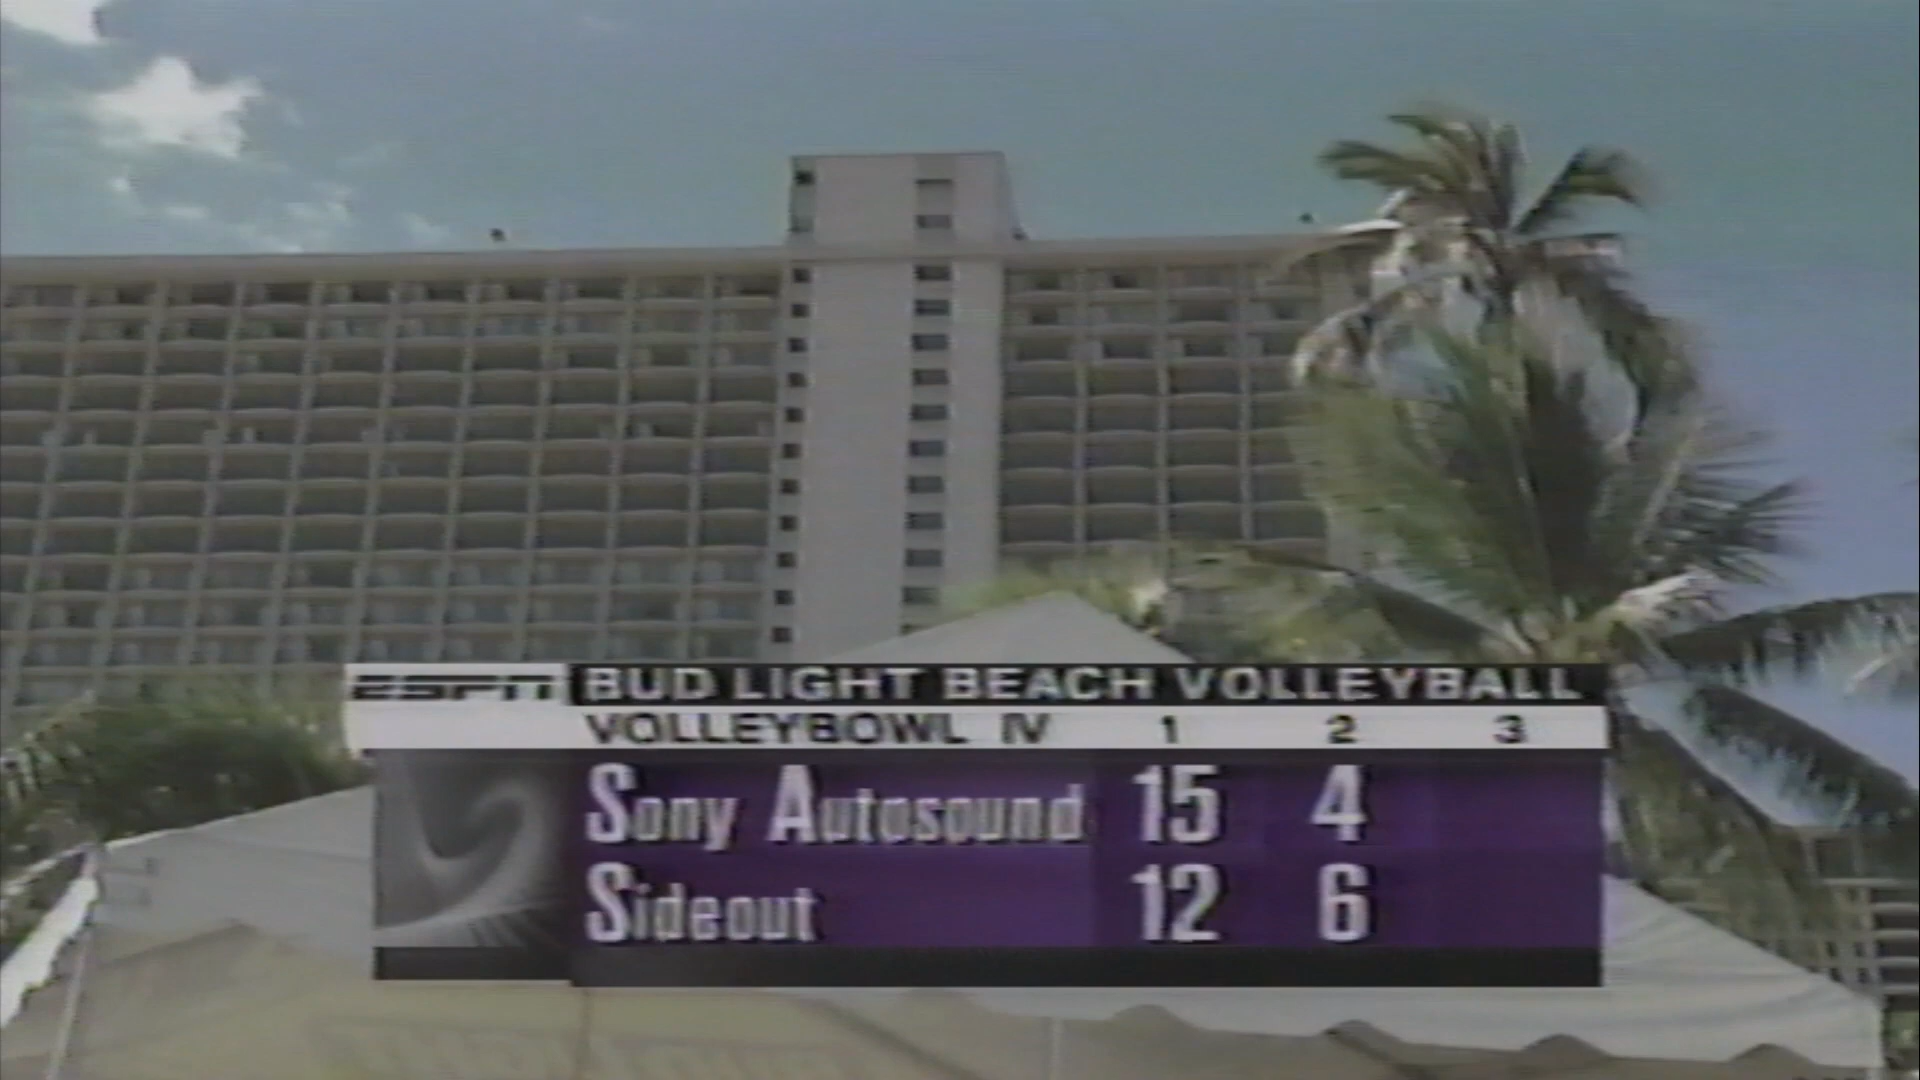 ESPN BUD LIGHT BEACH VOLLEYBALL
VOLLEYBOWL IV 1 2 3
Sony Autosound 15 4
Sideout 12 6